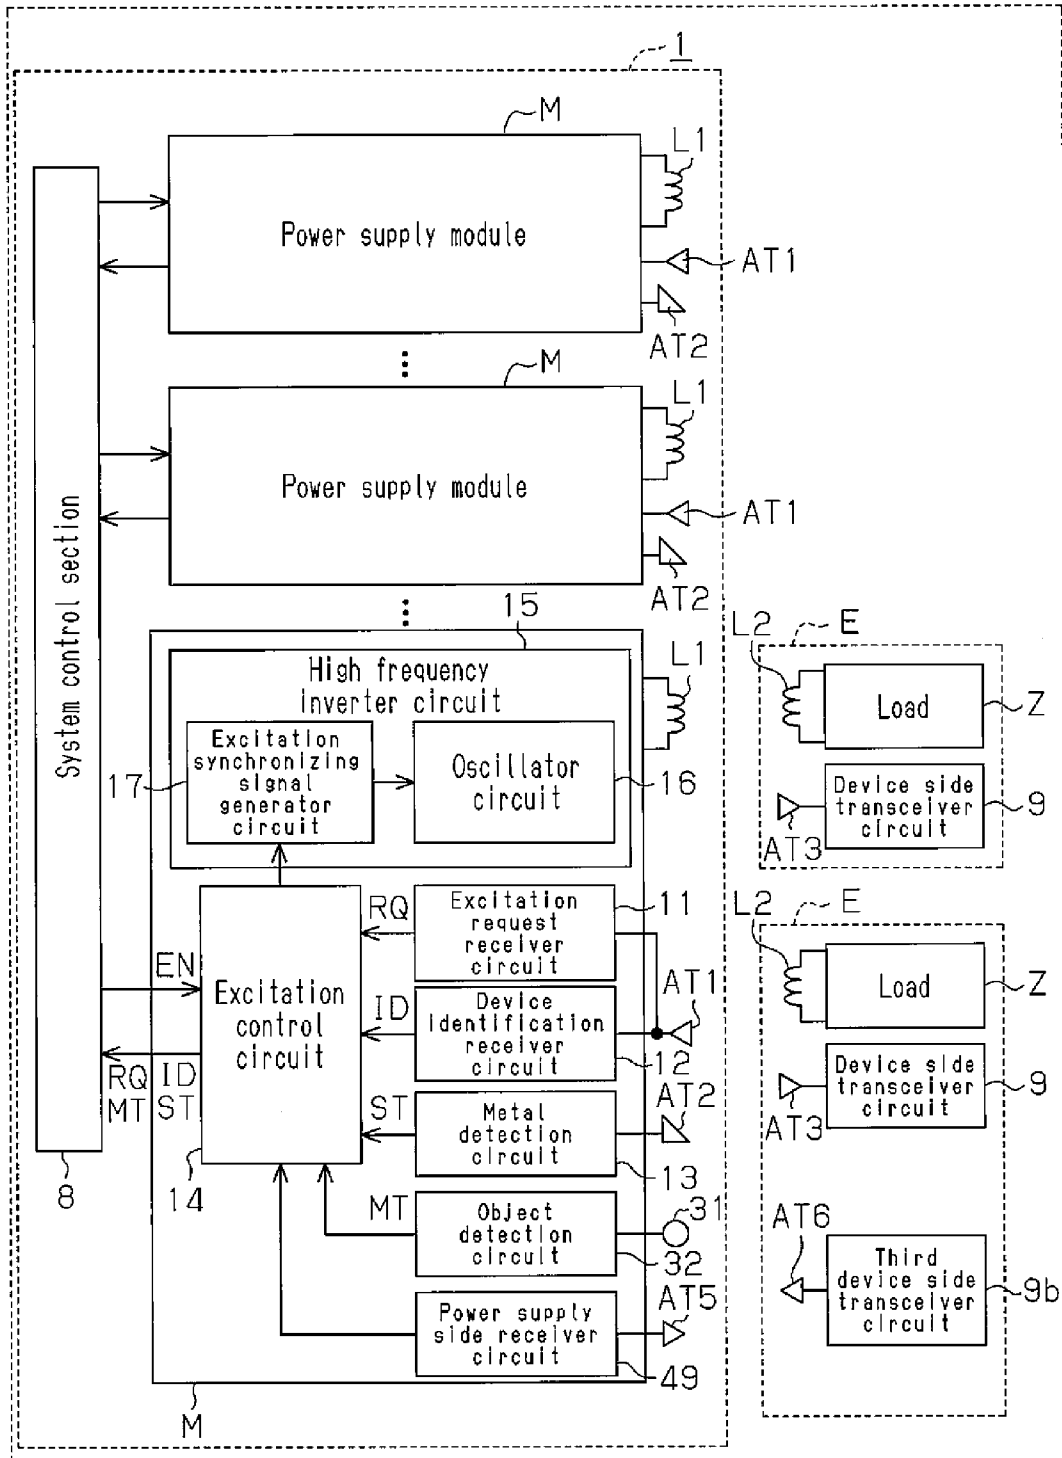 1
M
L1
Power supply module
AT1
AT2
M
L1
Power supply module
AT1
AT2
System control section
15
High frequency
inverter circuit
L1
Excitation
synchronizing
signal
generator
circuit
17
Oscillator
circuit
16
L2
E
Load
Z
Device side
transceiver
circuit
9
AT3
RQ
Excitation
request
receiver
circuit
11
EN
Excitation
control
circuit
ID
Device
identification
receiver
circuit
12
AT1
RQ ID
MT ST
ST
Metal
detection
circuit
13
AT2
8
14
MT
Object
detection
circuit
31
32
Power supply
side receiver
circuit
AT5
49
M
L2
E
Load
Z
Device side
transceiver
circuit
9
AT3
AT6
Third
device side
transceiver
circuit
9b